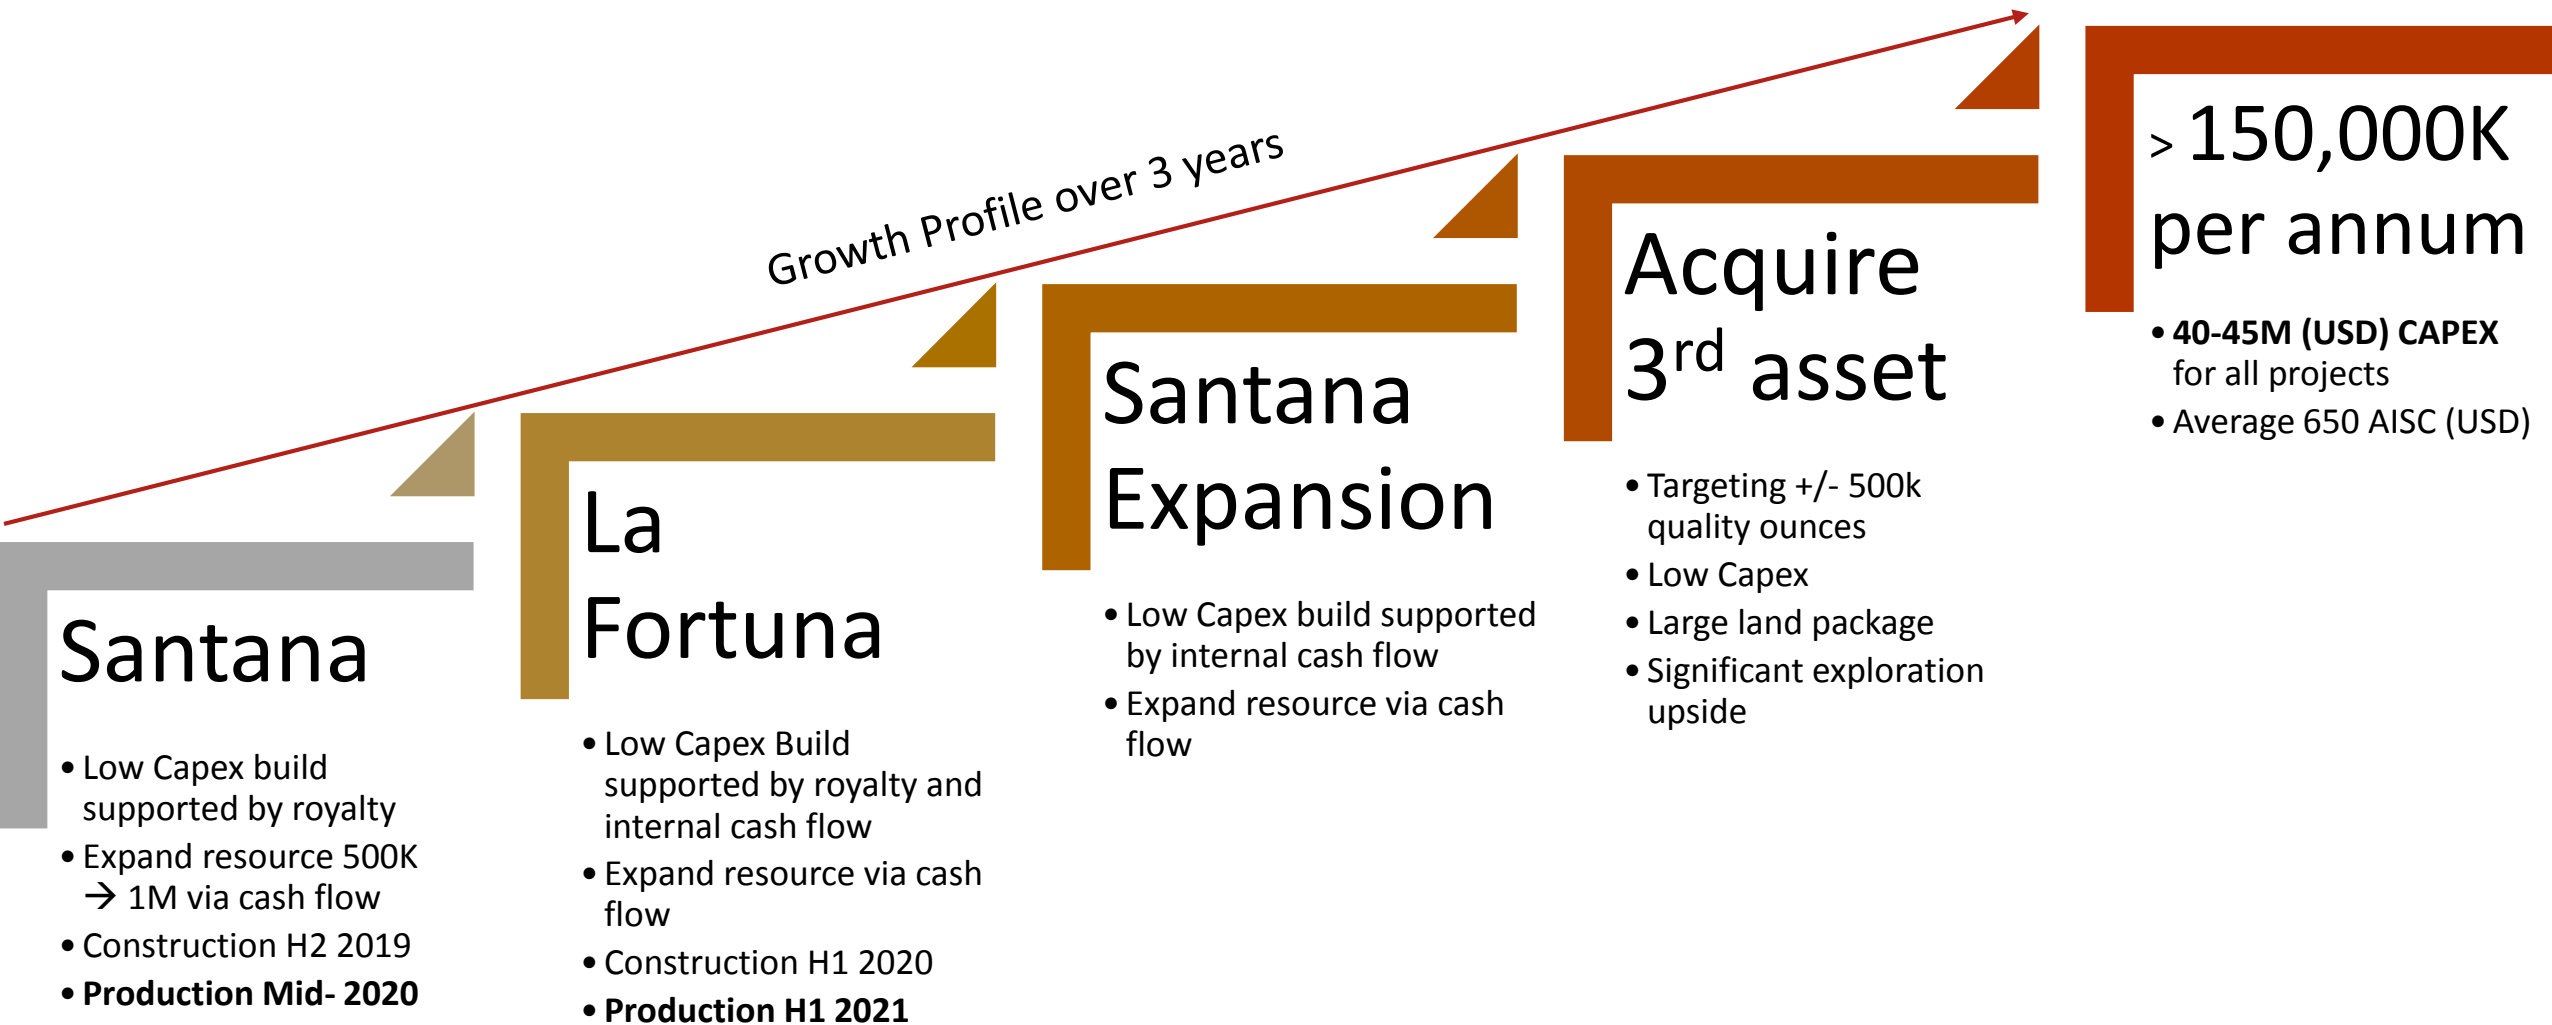 Growth Profile over 3 years
Santana
• Low Capex build
supported by royalty
• Expand resource 500K
→ 1M via cash flow
• Construction H2 2019
• Production Mid- 2020
La
Fortuna
• Low Capex Build
supported by royalty and
internal cash flow
• Expand resource via cash
flow
• Construction H1 2020
• Production H1 2021
Santana
Expansion
• Low Capex build supported
by internal cash flow
• Expand resource via cash
flow
Acquire
3rd asset
• Targeting +/- 500k
quality ounces
• Low Capex
• Large land package
• Significant exploration
upside
> 150,000K
per annum
• 40-45M (USD) CAPEX
for all projects
• Average 650 AISC (USD)